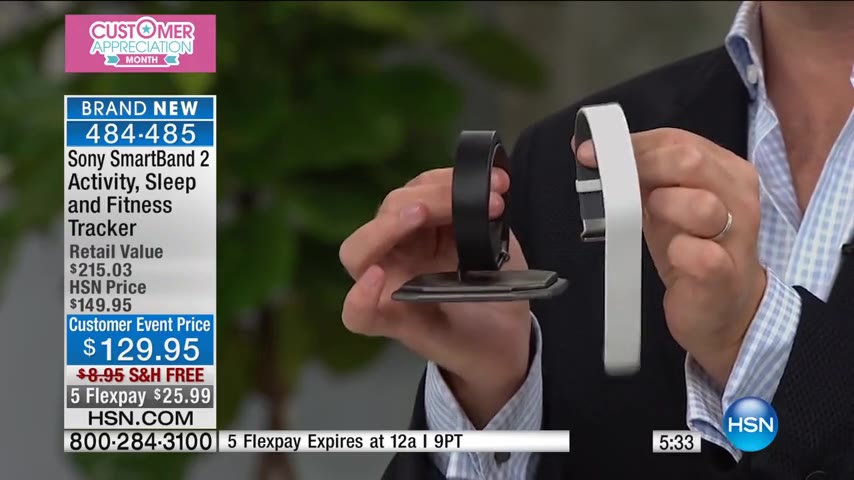 CUSTOMER
APPRECIATION
MONTH
BRAND NEW
484-485
Sony SmartBand 2
Activity, Sleep
and Fitness
Tracker
Retail Value
$215.03
HSN Price
$149.95
Customer Event Price
$129.95
$8.95 S&H FREE
5 Flexpay $25.99
HSN.COM
800-284-3100
5 Flexpay Expires at 12a | 9PT
5:33
HSN